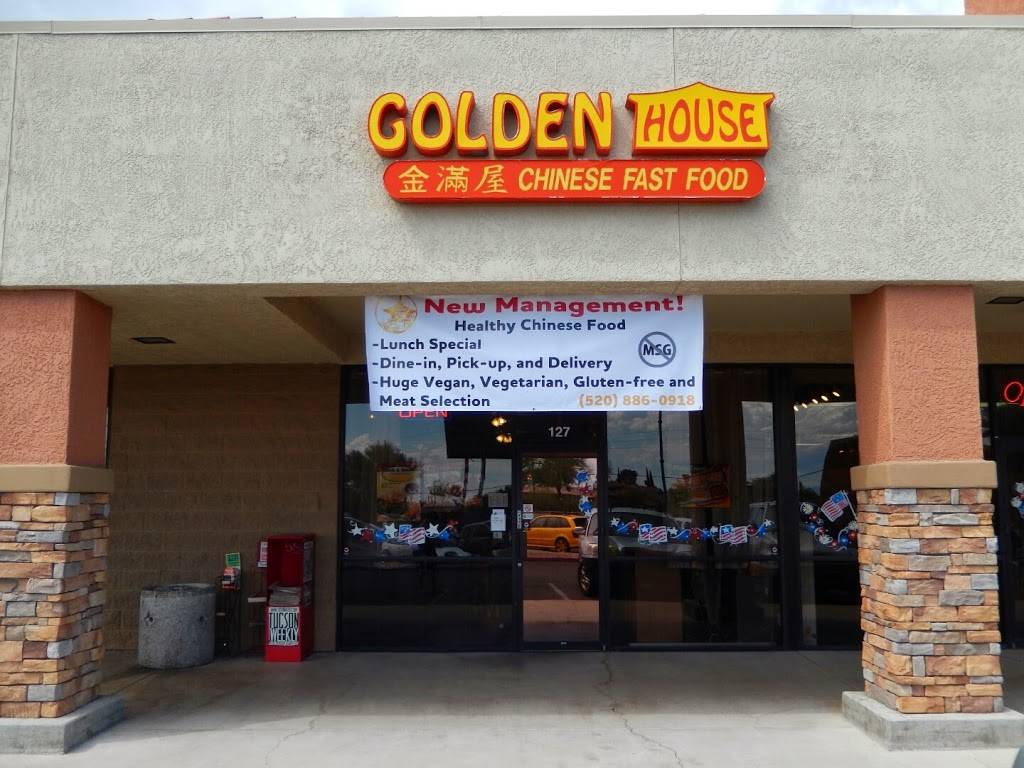 GOLDEN HOUSE
金滿屋 CHINESE FAST FOOD
New Management!
Healthy Chinese Food
-Lunch Special
-Dine-in, Pick-up, and Delivery
MSG
-Huge Vegan, Vegetarian, Gluten-free and
Meat Selection (520) 886-0918
OPEN
127
TUCSON
WEEKLY